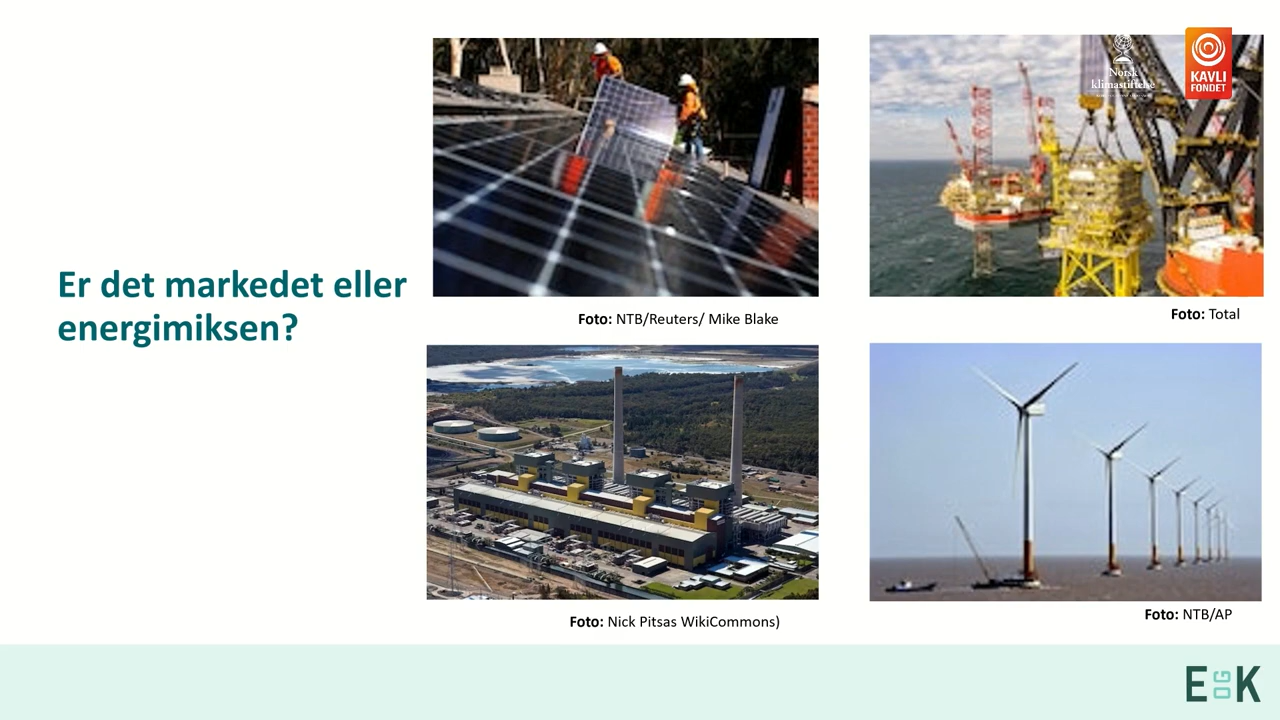 Er det markedet eller
energimiksen?
Norsk
klimastiftelse
KAVLI
FONDET
Foto: NTB/Reuters/ Mike Blake
Foto: Total
Foto: Nick Pitsas WikiCommons)
Foto: NTB/AP
E OG K